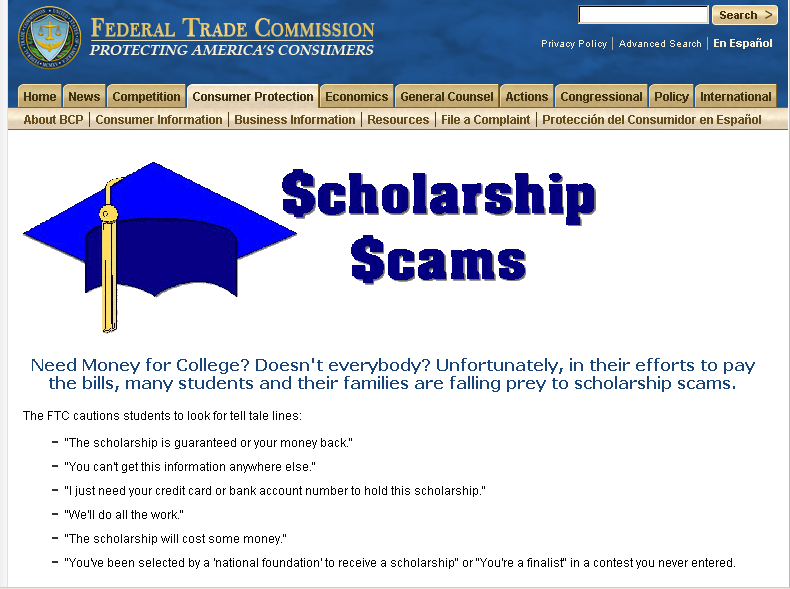 FEDERAL TRADE COMMISSION
PROTECTING AMERICA'S CONSUMERS
Search >
Privacy Policy | Advanced Search | En Español
Home News Competition Consumer Protection Economics General Counsel Actions Congressional Policy International
About BCP | Consumer Information | Business Information | Resources | File a Complaint | Protección del Consumidor en Español
$cholarship
$cams
Need Money for College? Doesn't everybody? Unfortunately, in their efforts to pay
the bills, many students and their families are falling prey to scholarship scams.
The FTC cautions students to look for tell tale lines:
– "The scholarship is guaranteed or your money back."
– "You can't get this information anywhere else."
– "I just need your credit card or bank account number to hold this scholarship."
– "We'll do all the work."
– "The scholarship will cost some money."
– "You've been selected by a 'national foundation' to receive a scholarship" or "You're a finalist" in a contest you never entered.